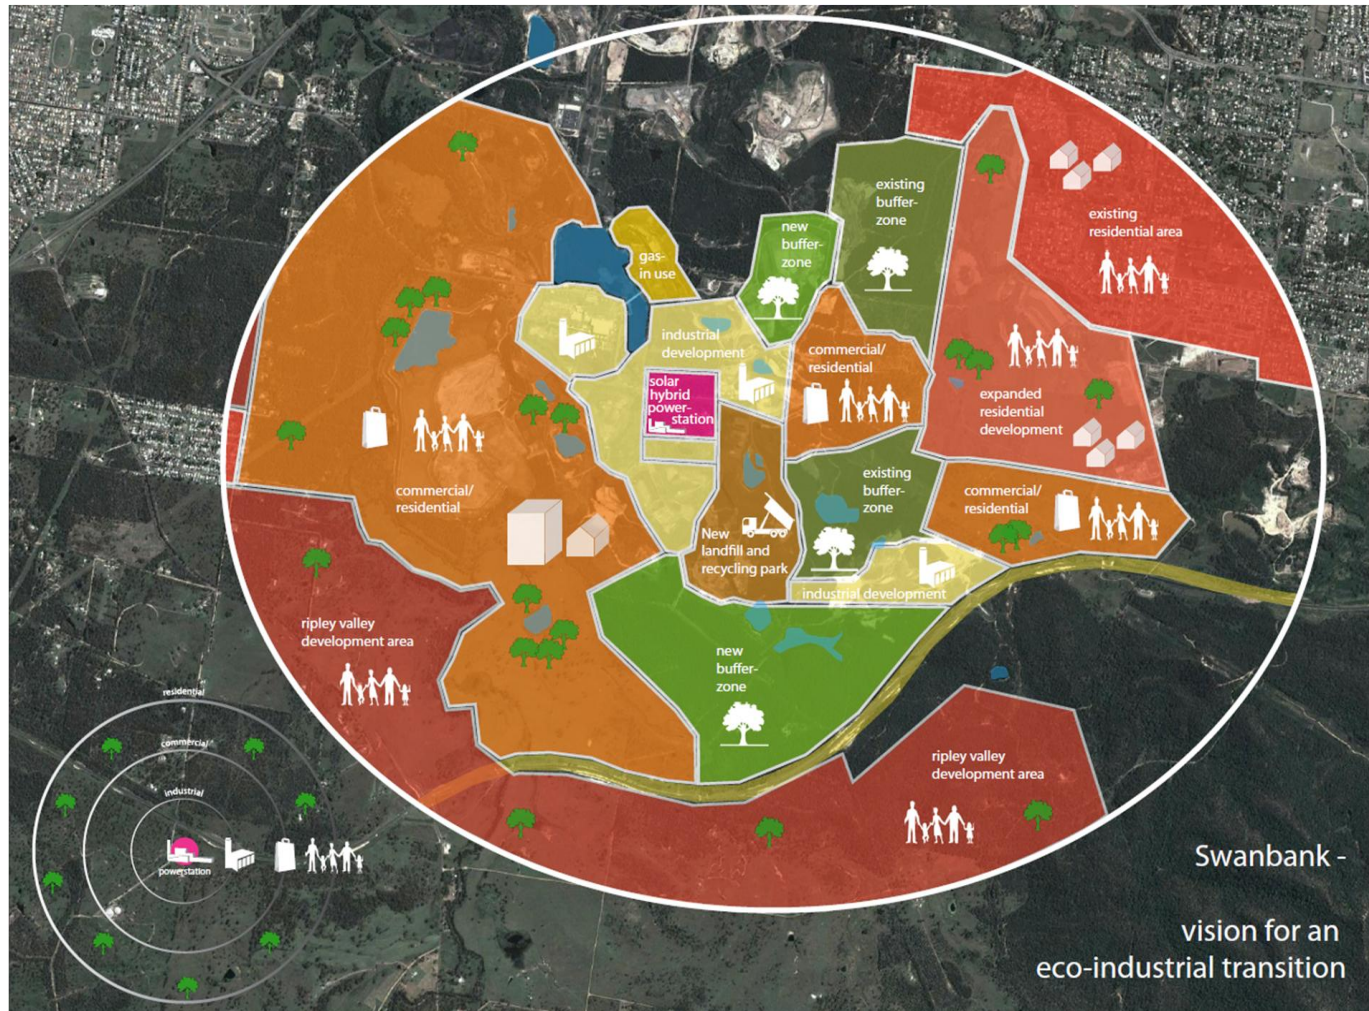 existing
buffer-
zone
existing
residential area
new
buffer-
zone
gas-
in use
industrial
development
commercial/
residential
solar
hybrid
power-
station
expanded
residential
development
existing
buffer-
zone
commercial/
residential
commercial/
residential
New
landfill and
recycling park
industrial development
ripley valley
development area
new
buffer-
zone
ripley valley
development area
residential
commercial
industrial
powerstation
Swanbank -
vision for an
eco-industrial transition